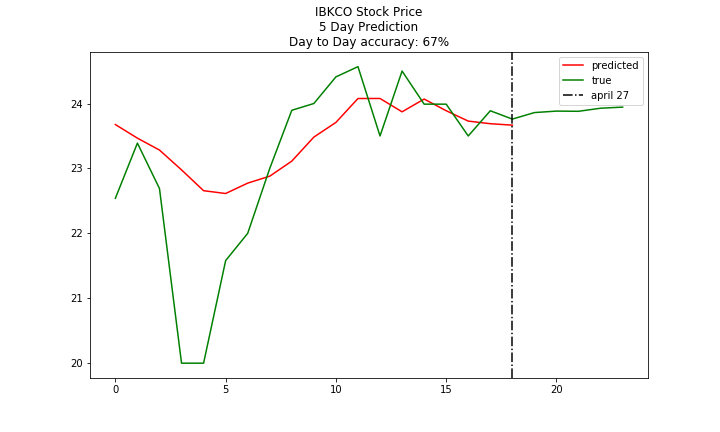 IBKCO Stock Price
5 Day Prediction
Day to Day accuracy: 67%
predicted
true
april 27
24
23
22
21
20
0
5
10
15
20